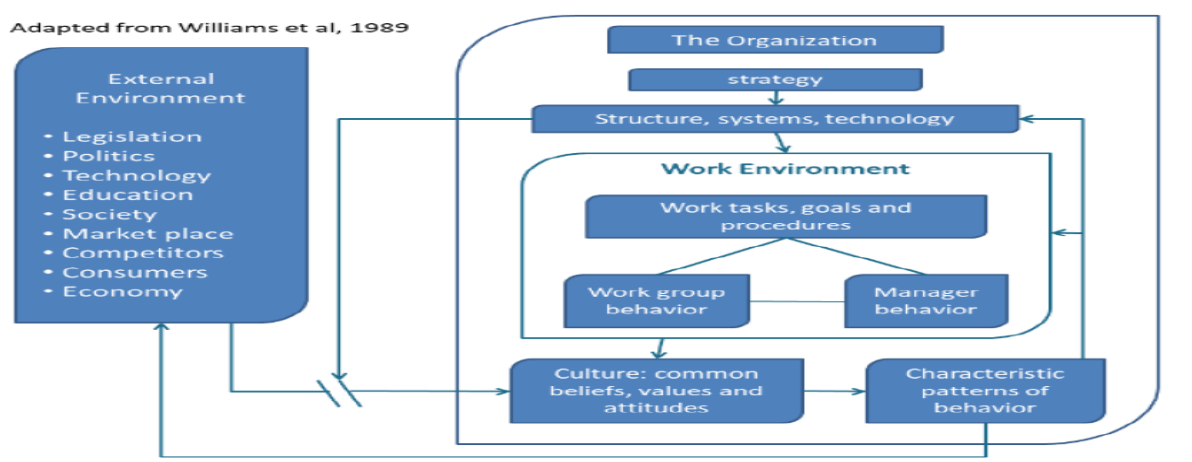 Adapted from Williams et al, 1989
External
Environment
• Legislation
• Politics
• Technology
• Education
• Society
• Market place
• Competitors
• Consumers
• Economy
The Organization
strategy
Structure, systems, technology
Work Environment
Work tasks, goals and
procedures
Work group
behavior
Manager
behavior
Culture: common
beliefs, values and
attitudes
Characteristic
patterns of
behavior